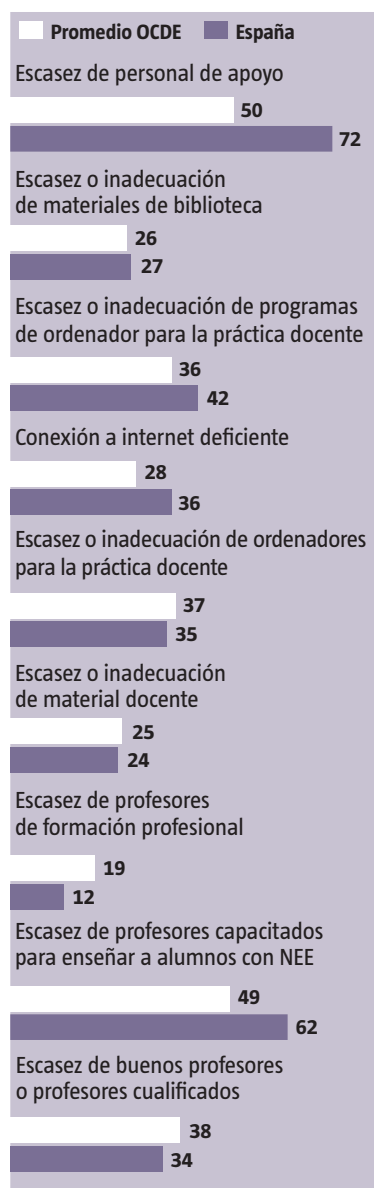 Promedio OCDE España
Escasez de personal de apoyo
50
72
Escasez o inadecuación
de materiales de biblioteca
26
27
Escasez o inadecuación de programas
de ordenador para la práctica docente
36
42
Conexión a internet deficiente
28
36
Escasez o inadecuación de ordenadores
para la práctica docente
37
35
Escasez o inadecuación
de material docente
25
24
Escasez de profesores
de formación profesional
19
12
Escasez de profesores capacitados
para enseñar a alumnos con NEE
49
62
Escasez de buenos profesores
o profesores cualificados
38
34